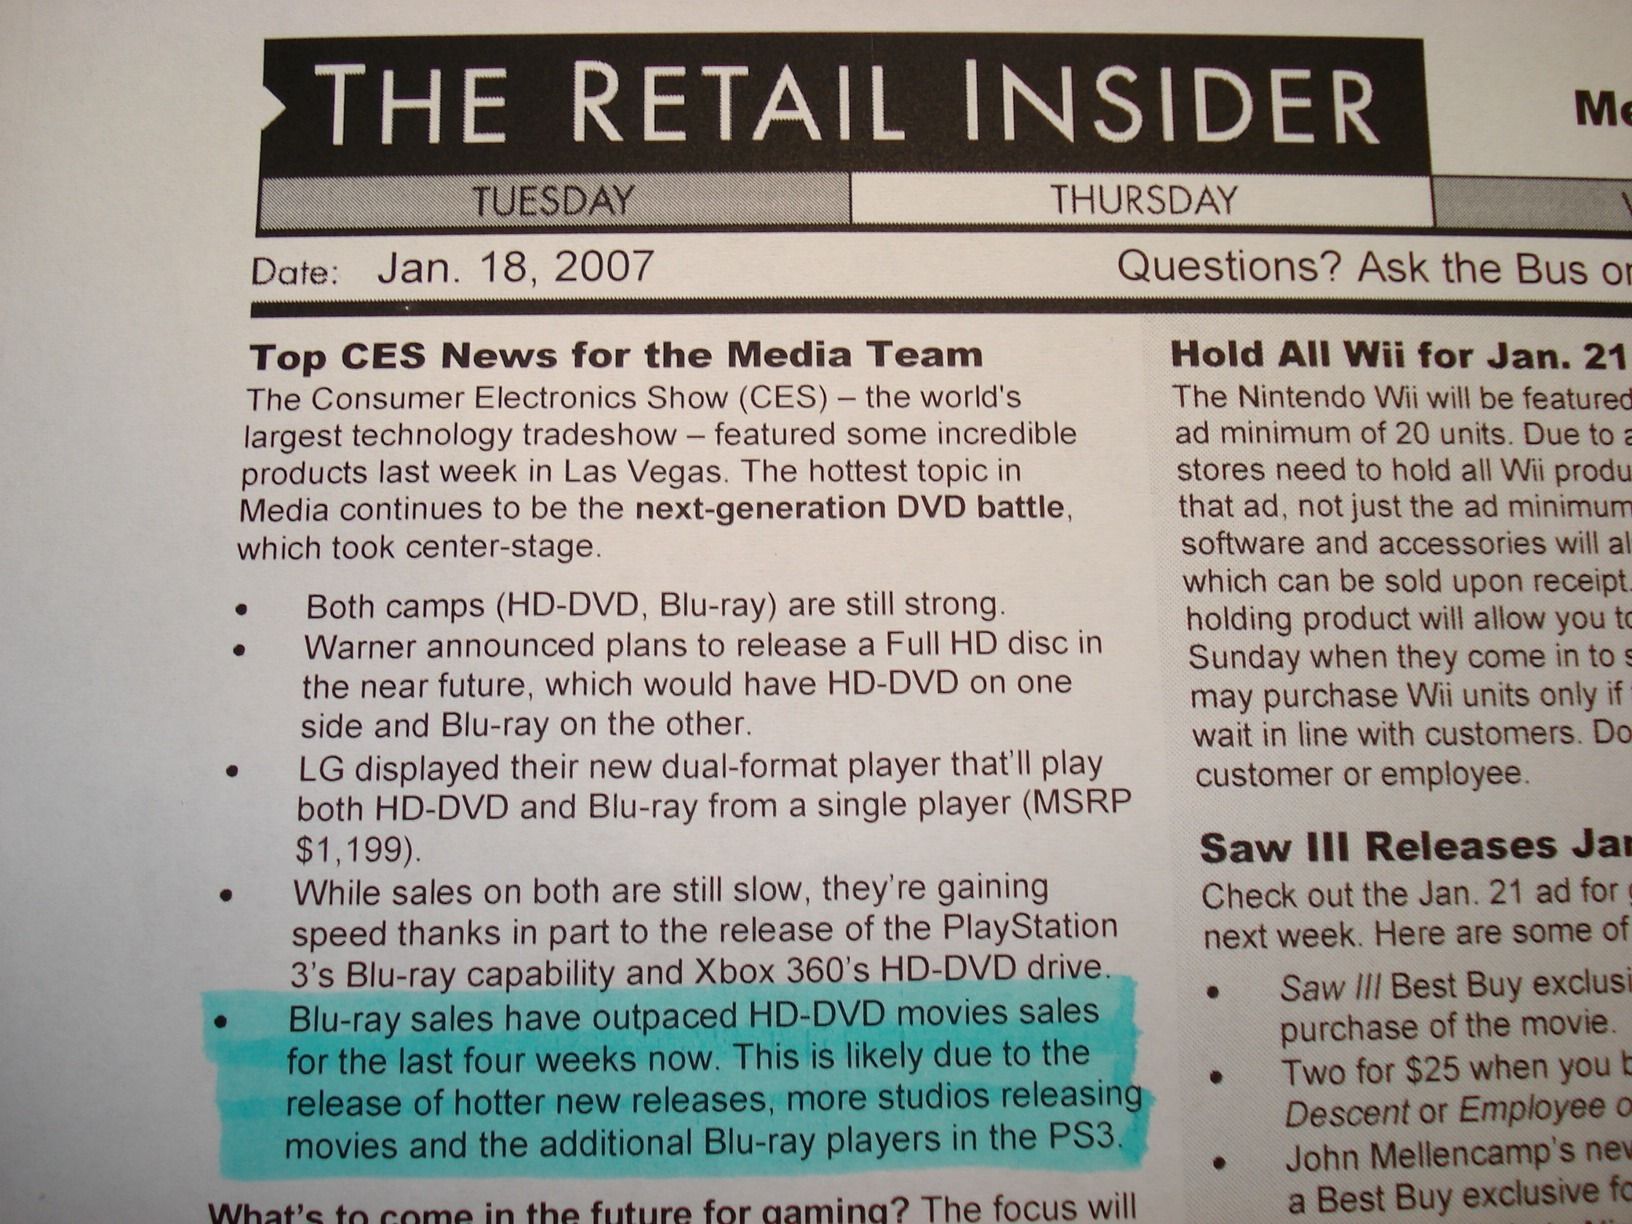 THE RETAIL INSIDER
TUESDAY
THURSDAY
Date: Jan. 18, 2007
Questions? Ask the Bus
Top CES News for the Media Team
The Consumer Electronics Show (CES) – the world's
largest technology tradeshow – featured some incredible
products last week in Las Vegas. The hottest topic in
Media continues to be the next-generation DVD battle,
which took center-stage.
• Both camps (HD-DVD, Blu-ray) are still strong.
• Warner announced plans to release a Full HD disc in
the near future, which would have HD-DVD on one
side and Blu-ray on the other.
• LG displayed their new dual-format player that'll play
both HD-DVD and Blu-ray from a single player (MSRP
$1,199).
• While sales on both are still slow, they're gaining
speed thanks in part to the release of the PlayStation
3's Blu-ray capability and Xbox 360's HD-DVD drive.
• Blu-ray sales have outpaced HD-DVD movies sales
for the last four weeks now. This is likely due to the
release of hotter new releases, more studios releasing
movies and the additional Blu-ray players in the PS3.
What's to come in the future for gaming? The focus will
Hold All Wii for Jan. 21
The Nintendo Wii will be featured
ad minimum of 20 units. Due to
stores need to hold all Wii
that ad, not just the ad minimum
software and accessories will
which can be sold upon receipt.
holding product will allow you
Sunday when they come in to
may purchase Wii units only if
wait in line with customers.
customer or employee.
Saw III Releases
Check out the Jan. 21 ad for
next week. Here are some of
• Saw III Best Buy
purchase of the movie.
• Two for $25 when you
Descent or Employee
• John Mellencamp's
a Best Buy exclusive